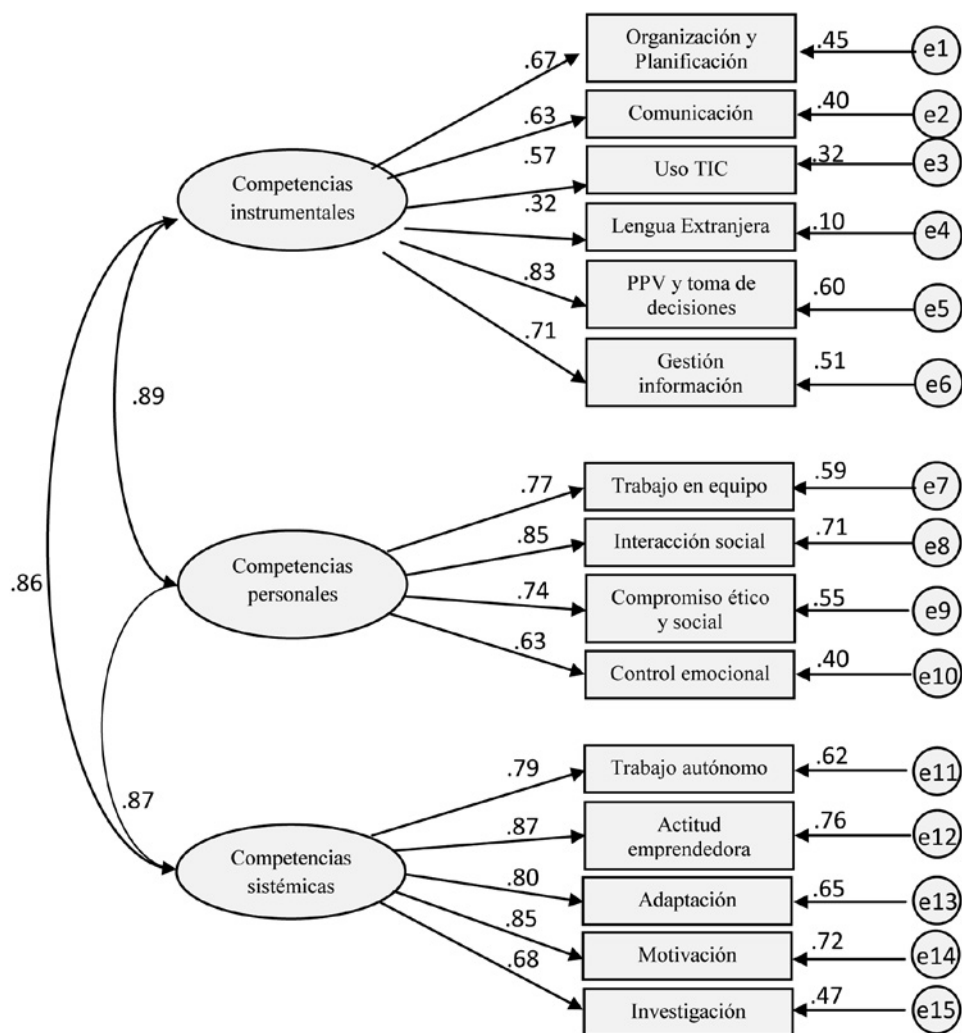 Organización y
Planificación
.45
e1
.67
Comunicación
.40
e2
.63
Uso TIC
.32
e3
.57
Competencias
instrumentales
Lengua Extranjera
.10
e4
.32
PPV y toma de
decisiones
.60
e5
.83
Gestión
información
.51
e6
.71
.89
Trabajo en equipo
.59
e7
.77
Interacción social
.71
e8
.85
Competencias
personales
Compromiso ético
y social
.55
e9
.74
Control emocional
.40
e10
.63
.86
Trabajo autónomo
.62
e11
.79
.87
Actitud
emprendedora
.76
e12
.87
Competencias
sistémicas
Adaptación
.65
e13
.80
Motivación
.72
e14
.85
Investigación
.47
e15
.68